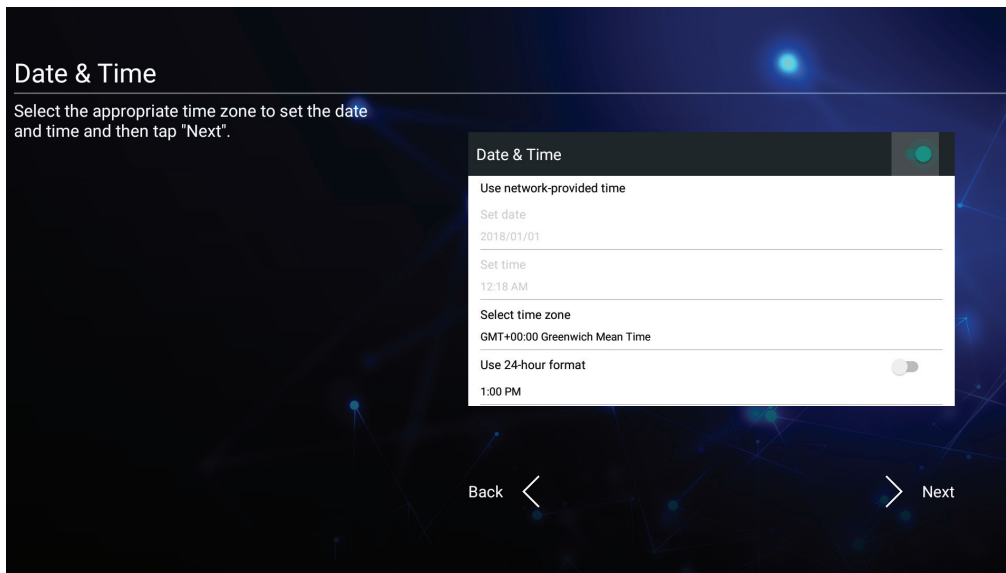 Date & Time
Select the appropriate time zone to set the date
and time and then tap "Next".
Date & Time
Use network-provided time
Set date
2018/01/01
Set time
12:18 AM
Select time zone
GMT+00:00 Greenwich Mean Time
Use 24-hour format
1:00 PM
Back
Next